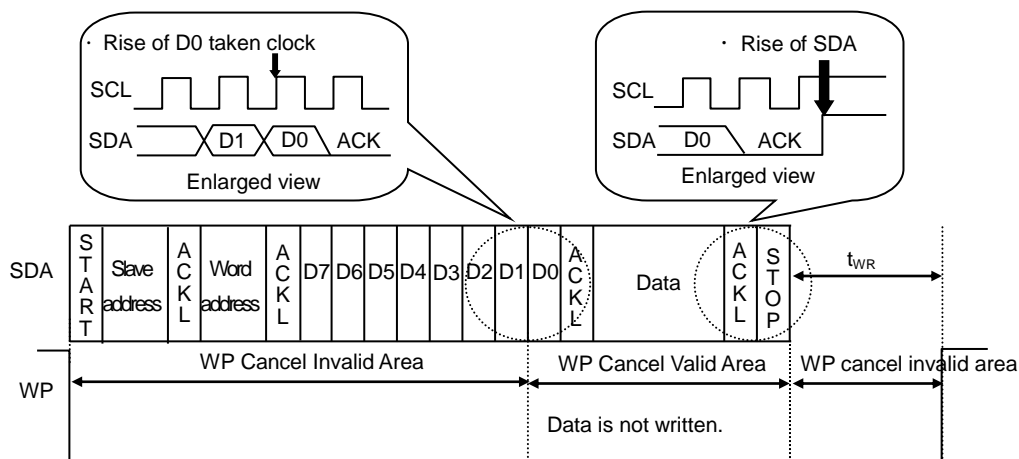 · Rise of D0 taken clock
SCL
SDA D1 D0 ACK
Enlarged view
· Rise of SDA
SCL
SDA D0 ACK
Enlarged view
SDA
START
Slave
address
ACKL
Word
address
ACKL
D7 D6 D5 D4 D3 D2 D1 D0
ACKL
Data
ACKL
STOP
tWR
WP Cancel Invalid Area
WP Cancel Valid Area
WP cancel invalid area
WP
Data is not written.